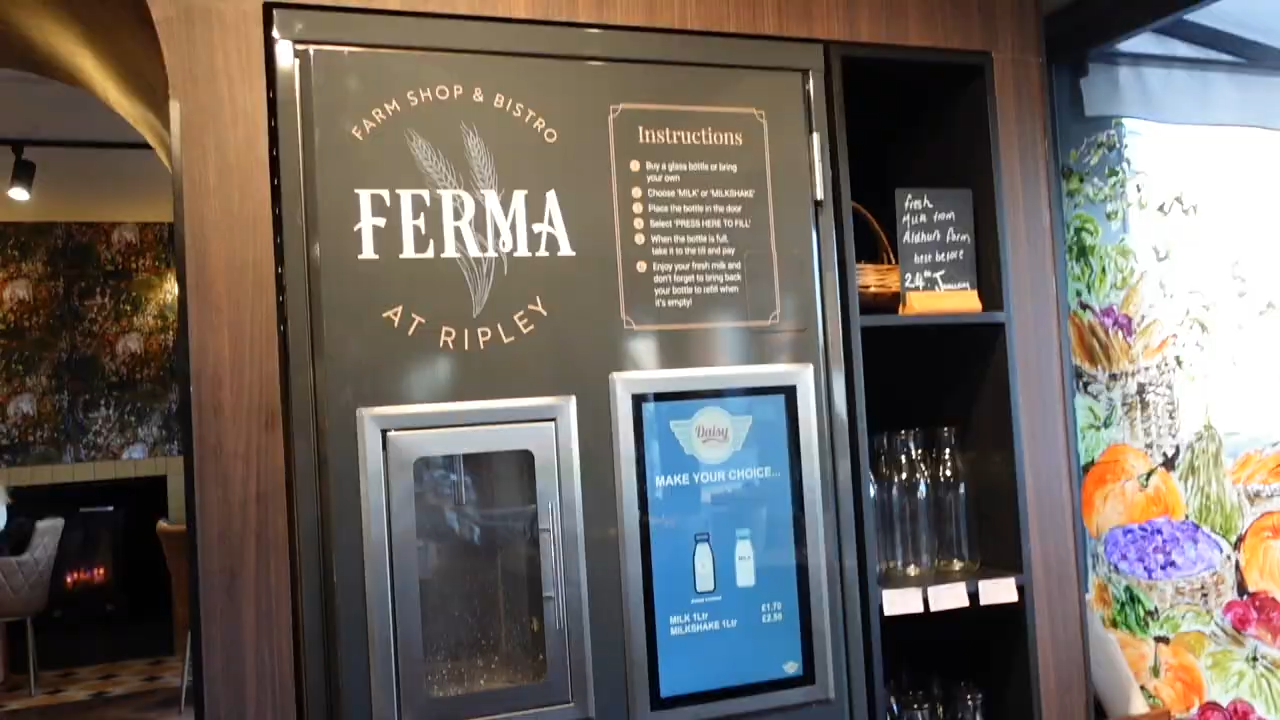 FARM SHOP & BISTRO
FERMA
AT RIPLEY
Instructions
Buy a glass bottle or bring
your own
Choose 'MILK' or 'MILKSHAKE'
Place the bottle in the door
Select 'PRESS HERE TO FILL'
When the bottle is full,
take it to the till and pay
Enjoy your fresh milk and
don't forget to bring back
your bottle to refill when
it's empty!
fresh
Milk from
Aldhurst Farm
best before
24th January
Daisy
MAKE YOUR CHOICE...
MILK
MILK 1Ltr £1.70
MILKSHAKE 1Ltr £2.50